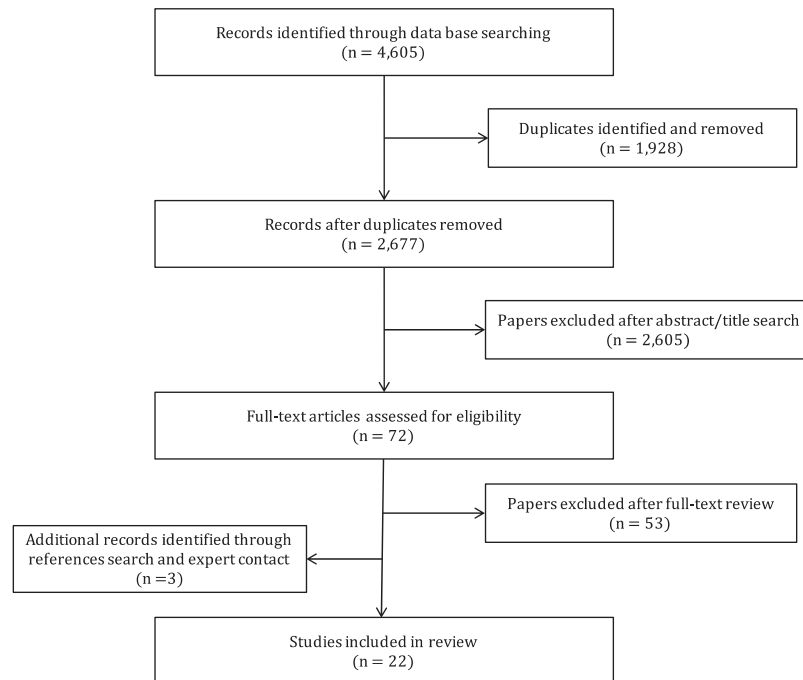 Records identified through data base searching
(n = 4,605)
Duplicates identified and removed
(n = 1,928)
Records after duplicates removed
(n = 2,677)
Papers excluded after abstract/title search
(n = 2,605)
Full-text articles assessed for eligibility
(n = 72)
Papers excluded after full-text review
(n = 53)
Additional records identified through
references search and expert contact
(n =3)
Studies included in review
(n = 22)